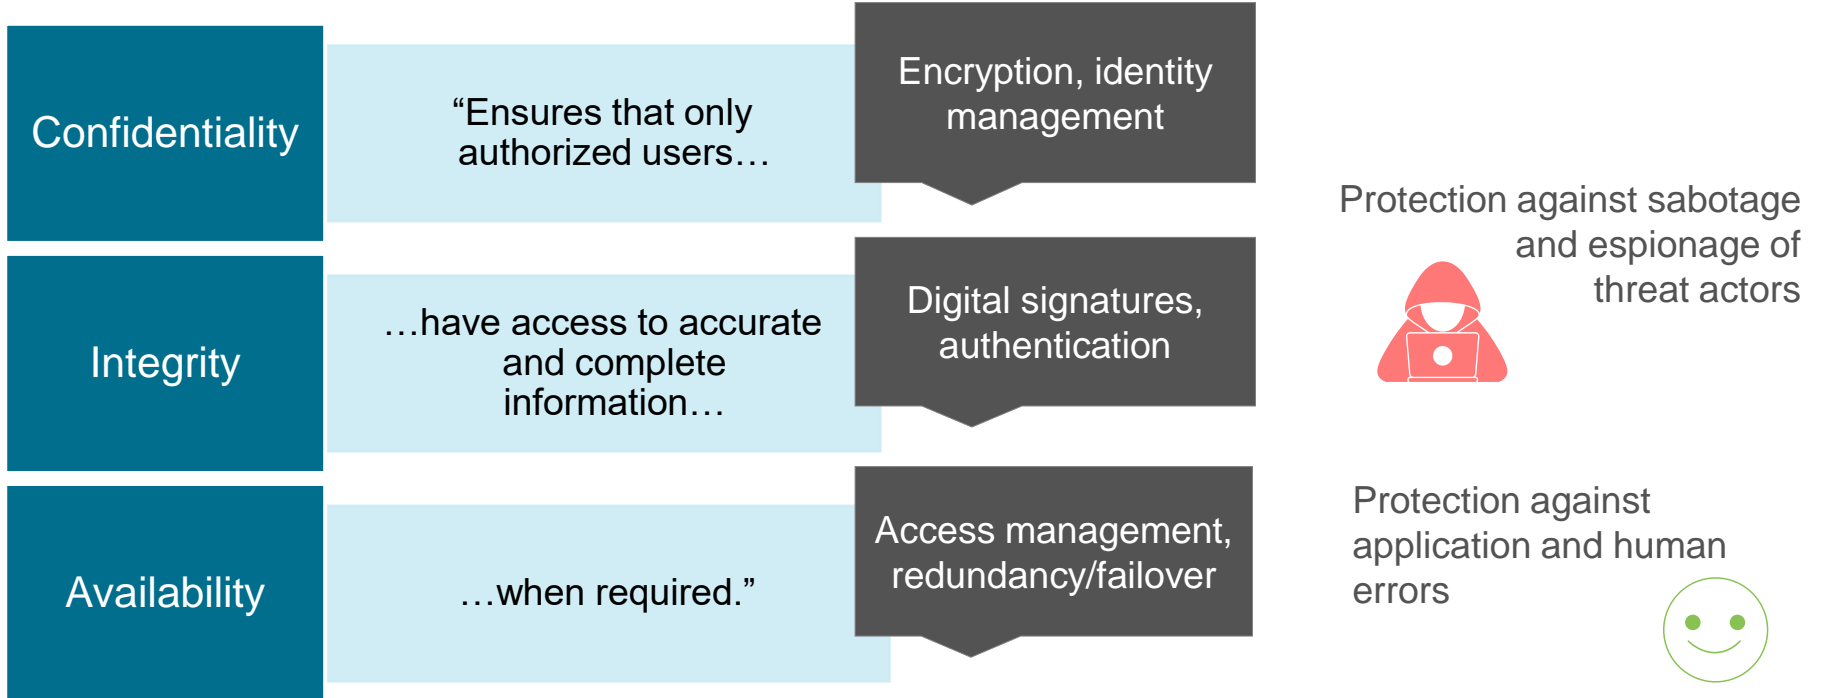 Confidentiality
“Ensures that only
authorized users…
Encryption, identity
management
Integrity
…have access to accurate
and complete
information…
Digital signatures,
authentication
Availability
…when required.”
Access management,
redundancy/failover
Protection against sabotage
and espionage of
threat actors
Protection against
application and human
errors